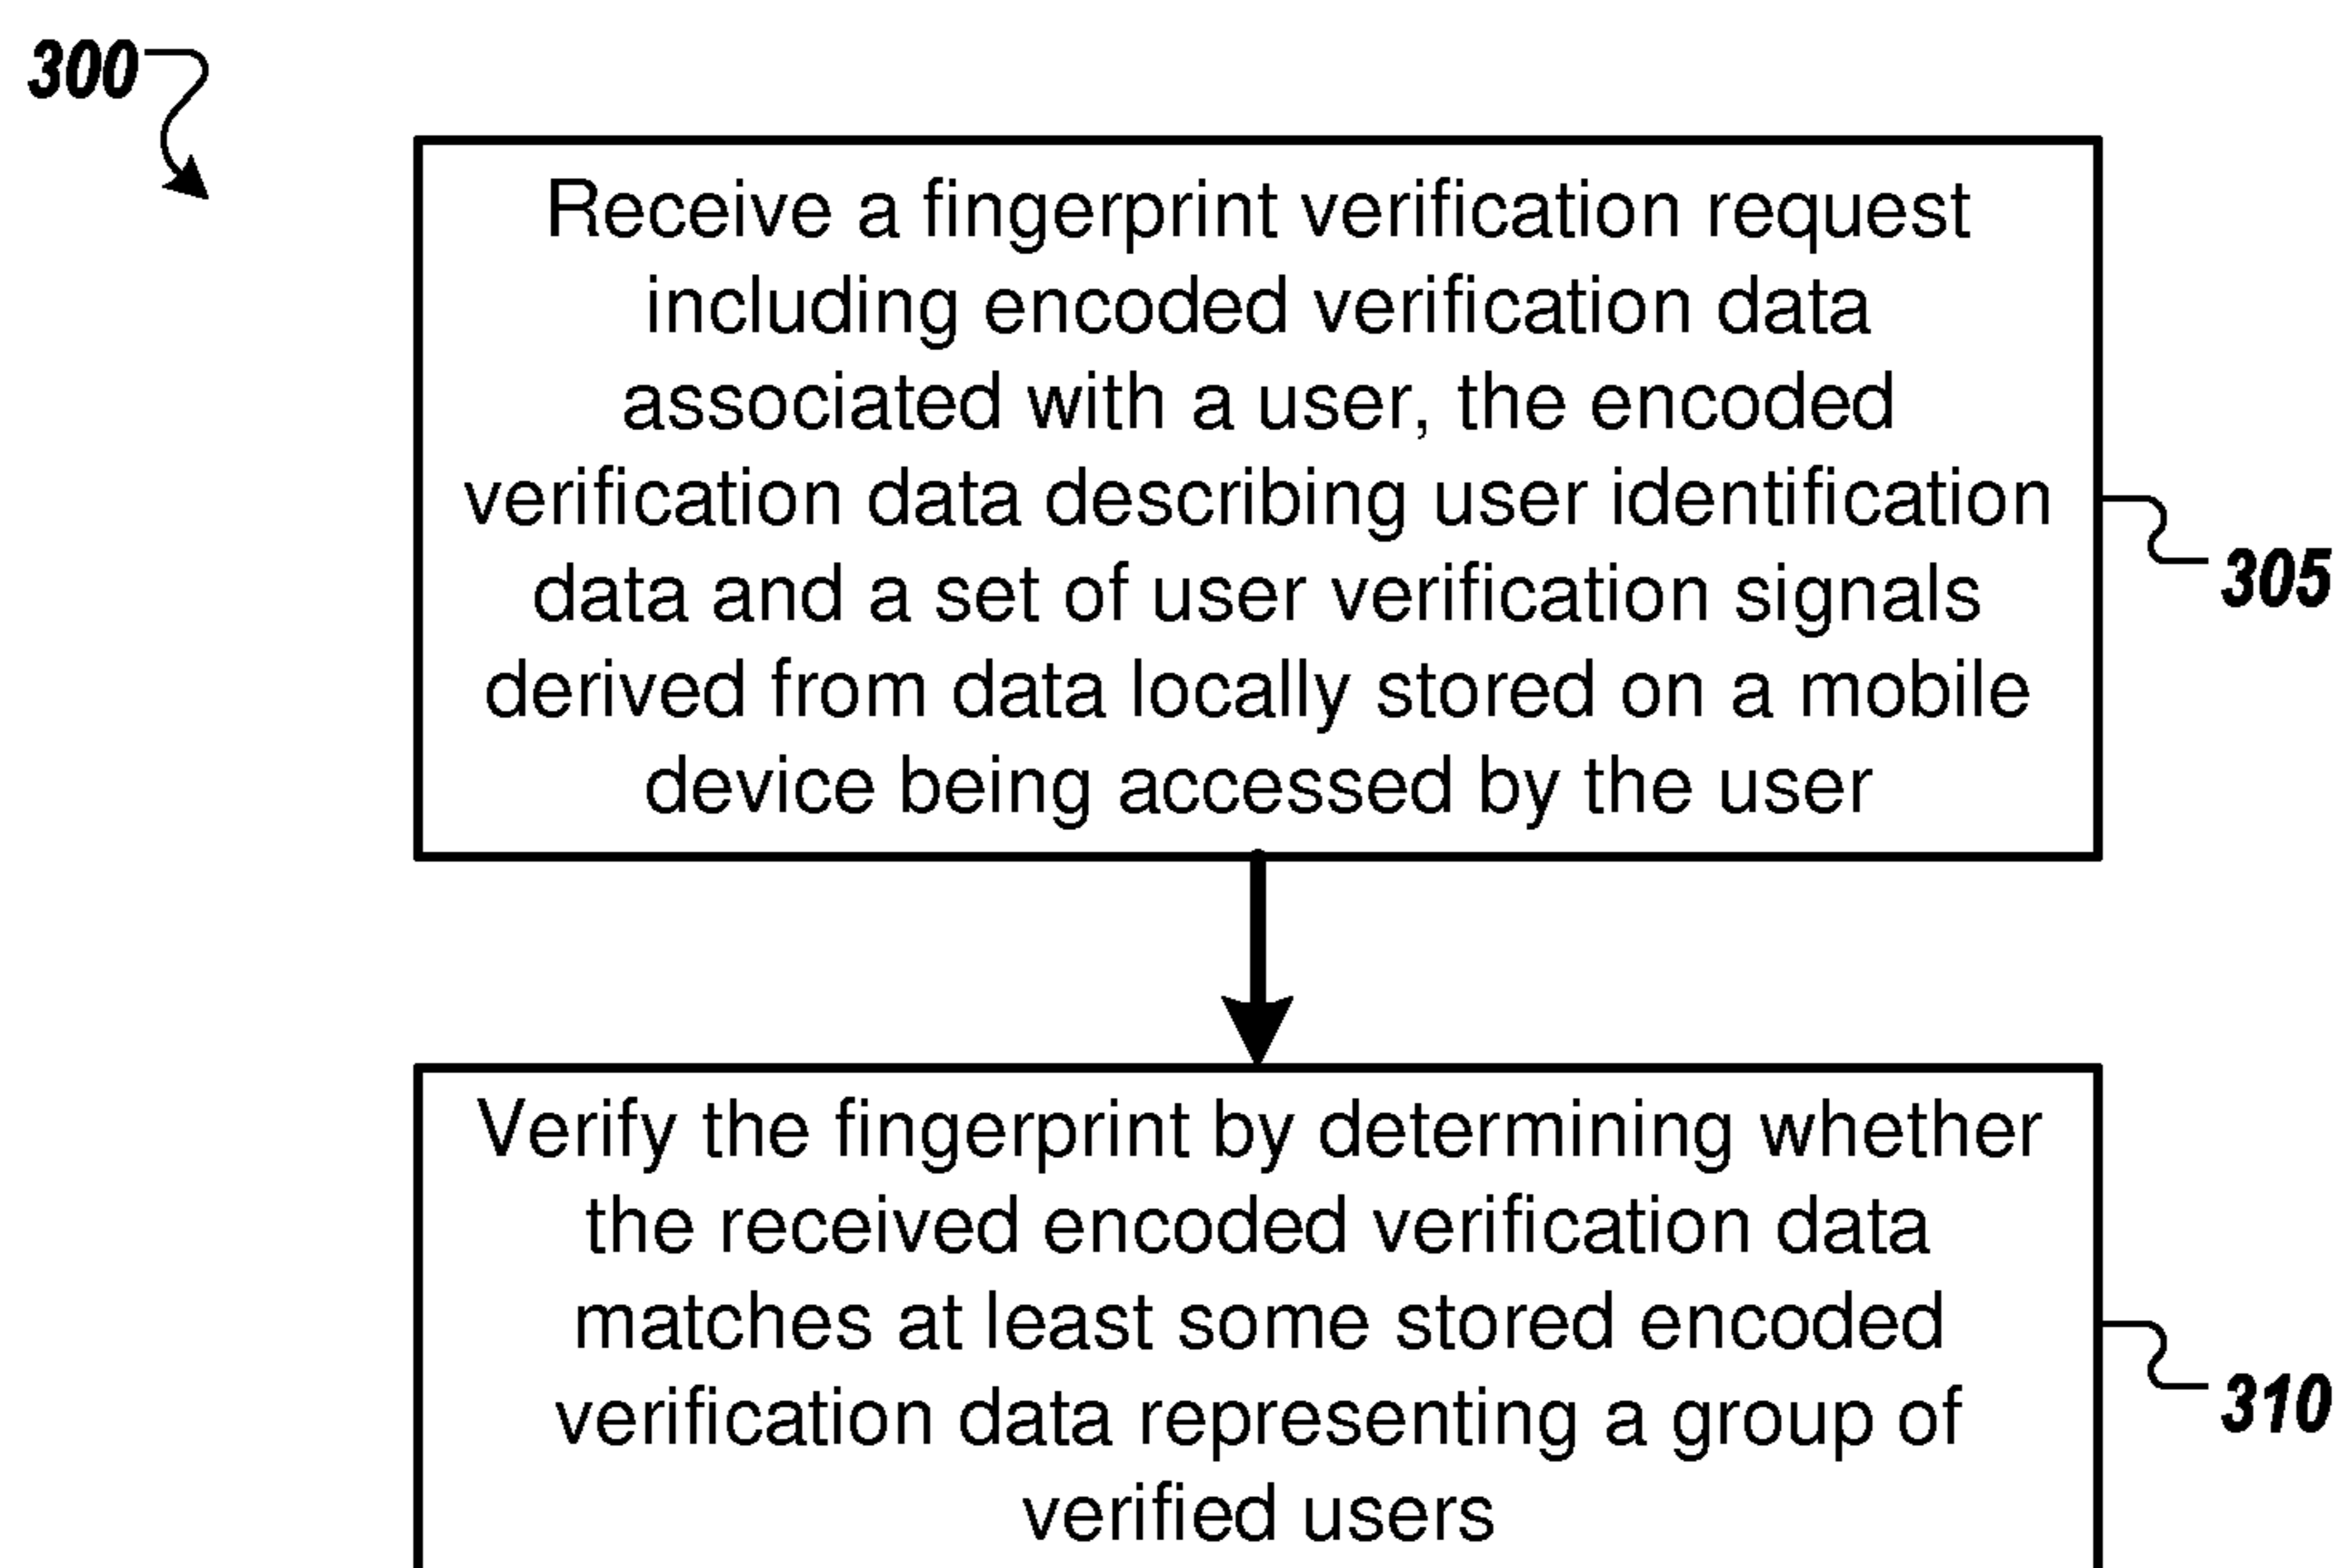 300
Receive a fingerprint verification request
including encoded verification data
associated with a user, the encoded
verification data describing user identification
data and a set of user verification signals
derived from data locally stored on a mobile
device being accessed by the user
305
Verify the fingerprint by determining whether
the received encoded verification data
matches at least some stored encoded
verification data representing a group of
verified users
310